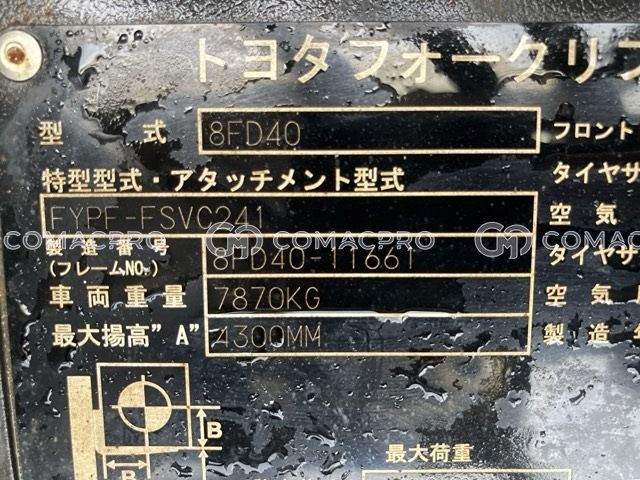 トヨタフォークリフ
型 式 8FD40 フロント
特型型式・アタッチメント型式 タイヤサ
FYPF-FSVC241 空 気
COMACPRO COMACPRO COMACPRO
製造番号 8FD40-11661 タイヤサ
(フレームNO.)
車両重量 7870KG 空 気
最大揚高"A" 4300MM 製造
B
B
最大荷重